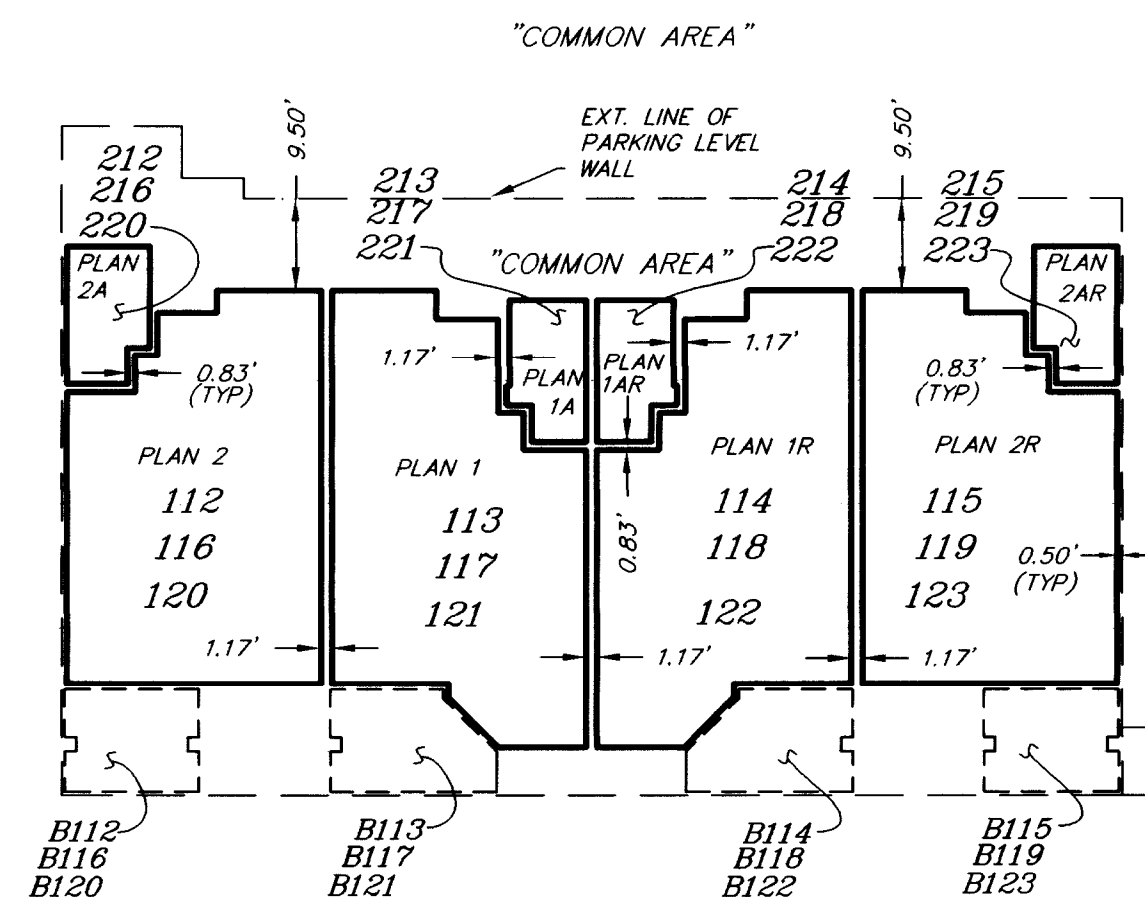 "COMMON AREA"
9.50'
EXT. LINE OF
PARKING LEVEL
WALL
9.50'
212
216
220
213
217
221
214
218
222
215
219
223
"COMMON AREA"
PLAN
2A
PLAN
2AR
1.17'
1.17'
0.83'
(TYP)
PLAN
1A
PLAN
1AR
0.83'
(TYP)
PLAN 2
112
116
120
PLAN 1
113
117
121
0.83'
PLAN 1R
114
118
122
PLAN 2R
115
119
123
0.50'
(TYP)
1.17'
1.17'
1.17'
B112
B116
B120
B113
B117
B121
B114
B118
B122
B115
B119
B123